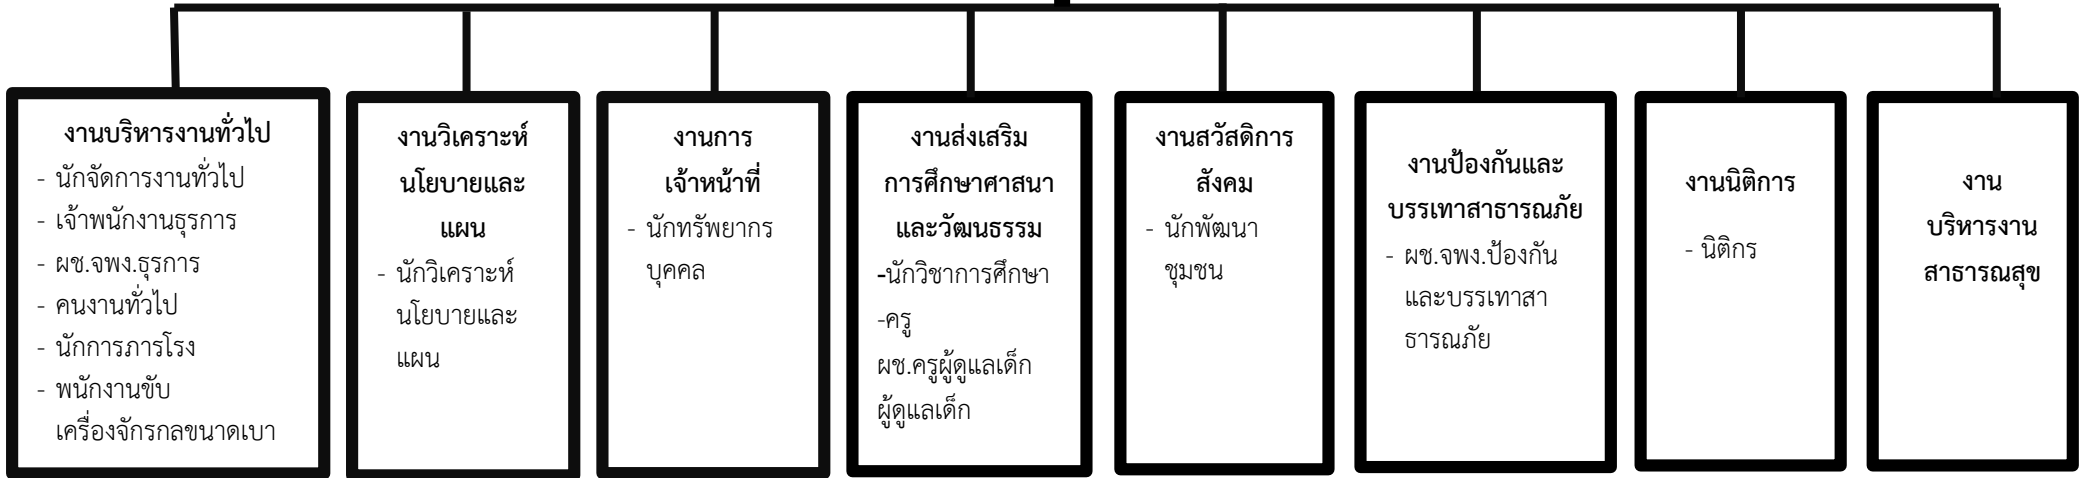 งานบริหารงานทั่วไป
- นักจัดการงานทั่วไป
- เจ้าพนักงานธุรการ
- ผช.จพง.ธุรการ
- คนงานทั่วไป
- นักการภารโรง
- พนักงานขับ
เครื่องจักรกลขนาดเบา
งานวิเคราะห์
นโยบายและ
แผน
- นักวิเคราะห์
นโยบายและ
แผน
งานการ
เจ้าหน้าที่
- นักทรัพยากร
บุคคล
งานส่งเสริม
การศึกษาศาสนา
และวัฒนธรรม
-นักวิชาการศึกษา
-ครู
ผช.ครูผู้ดูแลเด็ก
ผู้ดูแลเด็ก
งานสวัสดิการ
สังคม
- นักพัฒนา
ชุมชน
งานป้องกันและ
บรรเทาสาธารณภัย
- ผช.จพง.ป้องกัน
และบรรเทาสา
ธารณภัย
งานนิติการ
- นิติกร
งาน
บริหารงาน
สาธารณสุข